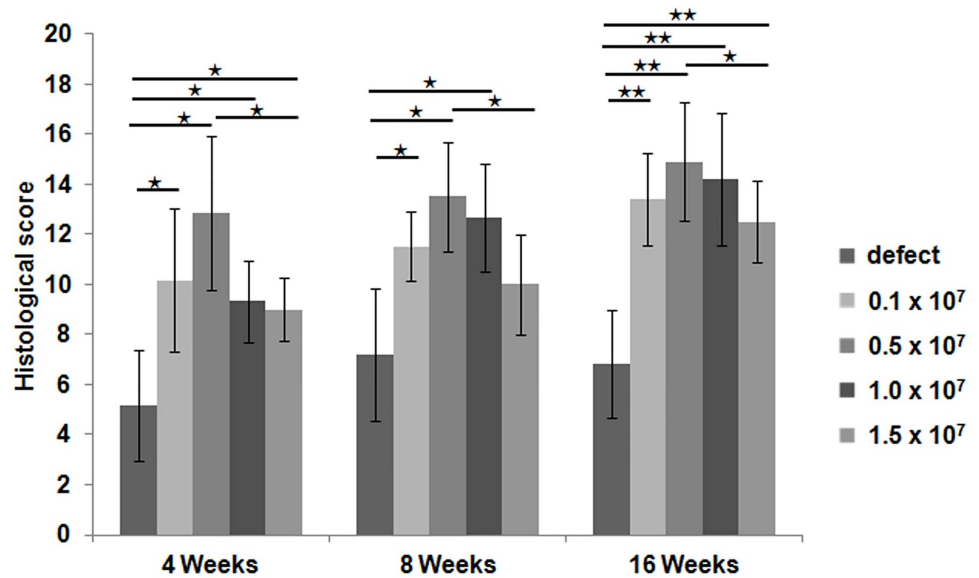 ★★
20
★★
★
★
★★
★
18
★
★
★
★★
★
★
★
16
★
★
14
12
10
8
6
4
2
0
Histological score
defect
0.1 x 10⁷
0.5 x 10⁷
1.0 x 10⁷
1.5 x 10⁷
4 Weeks
8 Weeks
16 Weeks